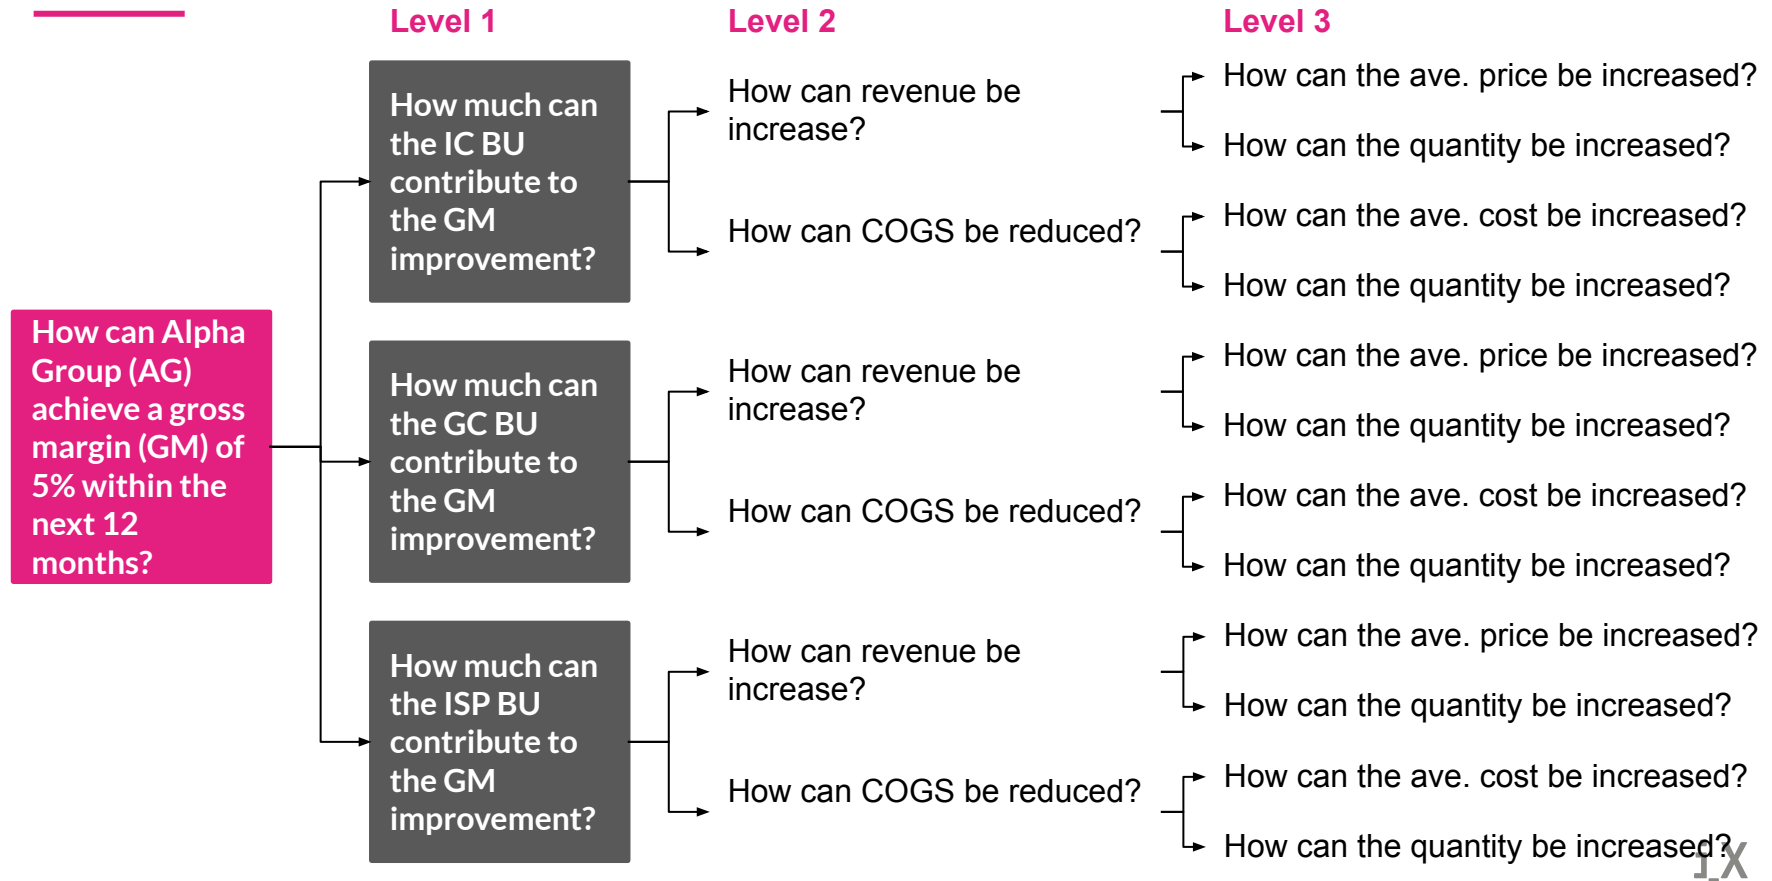 Level 1
Level 2
Level 3
How can Alpha
Group (AG)
achieve a gross
margin (GM) of
5% within the
next 12
months?
How much can
the IC BU
contribute to
the GM
improvement?
How can revenue be
increase?
How can the ave. price be increased?
How can the quantity be increased?
How can COGS be reduced?
How can the ave. cost be increased?
How can the quantity be increased?
How much can
the GC BU
contribute to
the GM
improvement?
How can revenue be
increase?
How can the ave. price be increased?
How can the quantity be increased?
How can COGS be reduced?
How can the ave. cost be increased?
How can the quantity be increased?
How much can
the ISP BU
contribute to
the GM
improvement?
How can revenue be
increase?
How can the ave. price be increased?
How can the quantity be increased?
How can COGS be reduced?
How can the ave. cost be increased?
How can the quantity be increased?